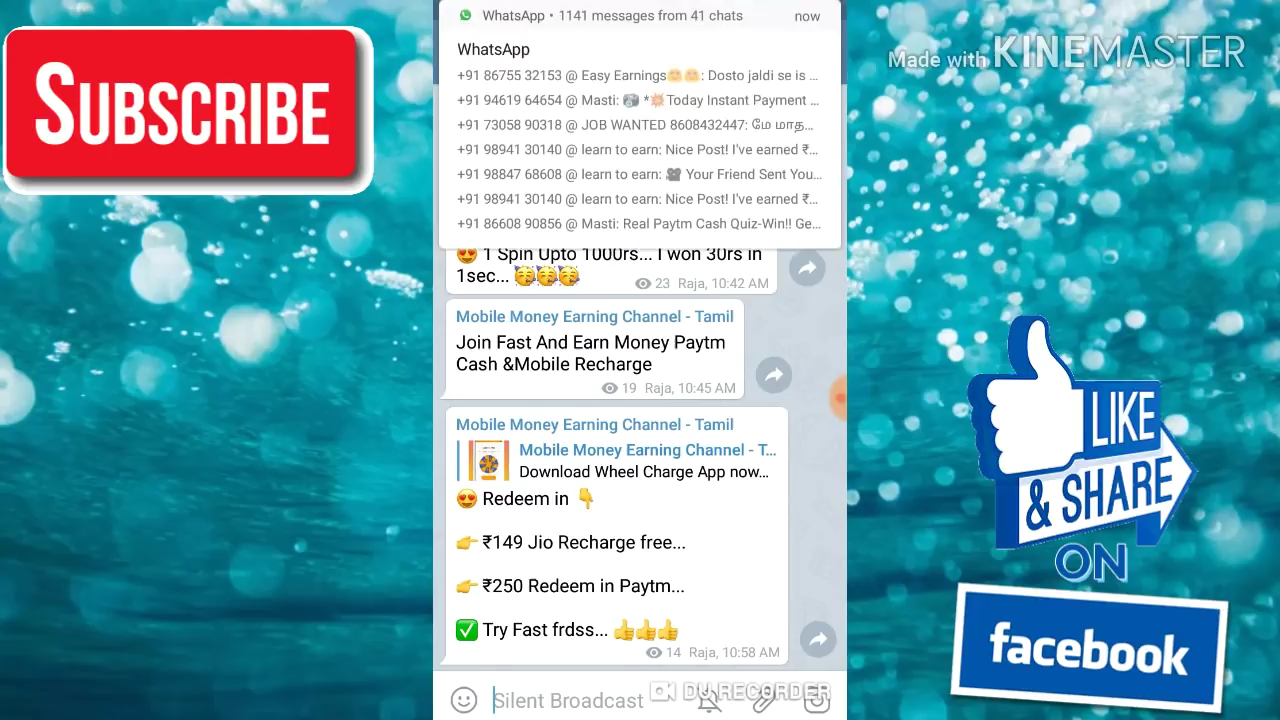 SUBSCRIBE
WhatsApp • 1141 messages from 41 chats now
WhatsApp
+91 86755 32153 @ Easy Earnings😊😊: Dosto jaldi se is ...
+91 94619 64654 @ Masti: 📷 *💥Today Instant Payment ...
+91 73058 90318 @ JOB WANTED 8608432447: மே மாத...
+91 98941 30140 @ learn to earn: Nice Post! I've earned ₹...
+91 98847 68608 @ learn to earn: 🎥 Your Friend Sent You...
+91 98941 30140 @ learn to earn: Nice Post! I've earned ₹...
+91 86608 90856 @ Masti: Real Paytm Cash Quiz-Win!! Ge...
😍 1 Spin Upto 1000rs... I won 30rs in
1sec... 🥳🥳🥳
23 Raja, 10:42 AM
Mobile Money Earning Channel - Tamil
Join Fast And Earn Money Paytm
Cash &Mobile Recharge
19 Raja, 10:45 AM
Mobile Money Earning Channel - Tamil
Mobile Money Earning Channel - T...
Download Wheel Charge App now...
😍 Redeem in 👇
👉 ₹149 Jio Recharge free...
👉 ₹250 Redeem in Paytm...
✅ Try Fast frdss... 👍👍👍
14 Raja, 10:58 AM
Silent Broadcast
DU RECORDER
Made with KINEMASTER
LIKE
& SHARE
ON
facebook